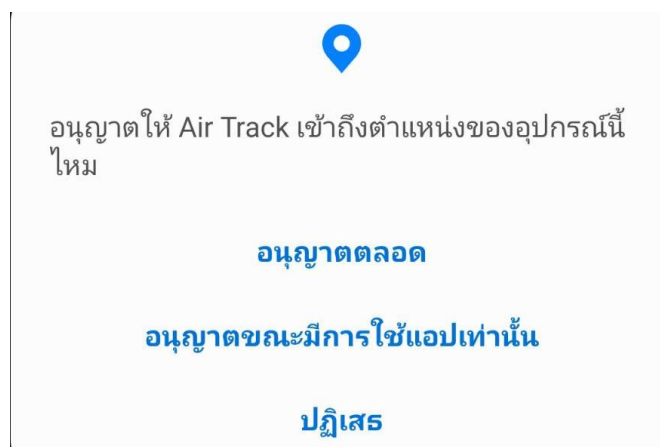 อนุญาตให้ Air Track เข้าถึงตำแหน่งของอุปกรณ์นี้
ไหม
อนุญาตตลอด
อนุญาตขณะมีการใช้แอปเท่านั้น
ปฏิเสธ